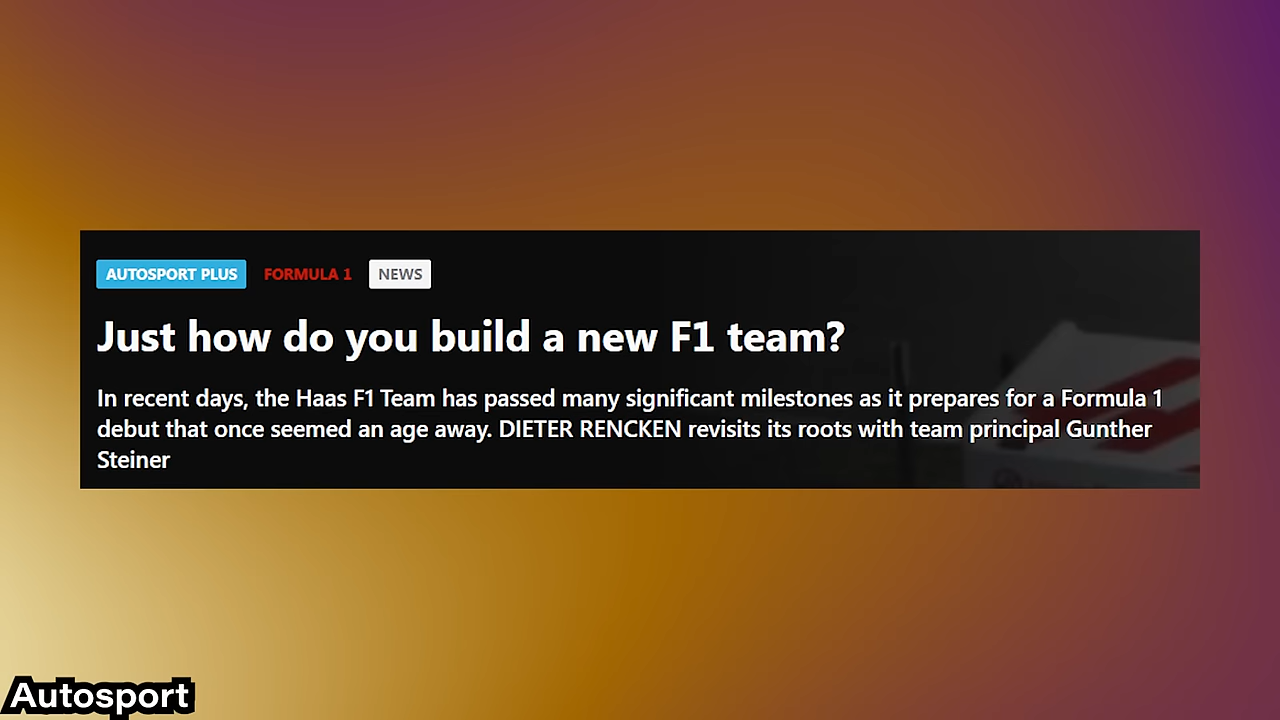 AUTOSPORT PLUS FORMULA 1 NEWS
Just how do you build a new F1 team?
In recent days, the Haas F1 Team has passed many significant milestones as it prepares for a Formula 1
debut that once seemed an age away. DIETER RENCKEN revisits its roots with team principal Gunther
Steiner
Autosport